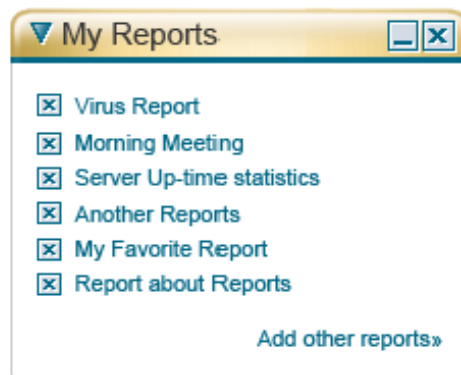 My Reports
Virus Report
Morning Meeting
Server Up-time statistics
Another Reports
My Favorite Report
Report about Reports
Add other reports»